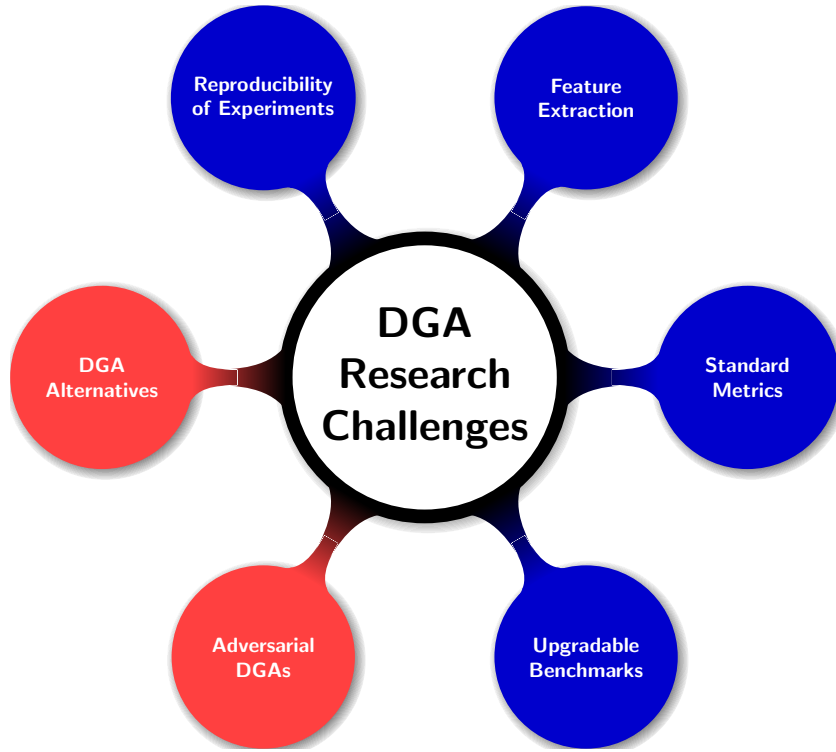 Reproducibility
of Experiments
Feature
Extraction
DGA
Research
Challenges
DGA
Alternatives
Standard
Metrics
Adversarial
DGAs
Upgradable
Benchmarks